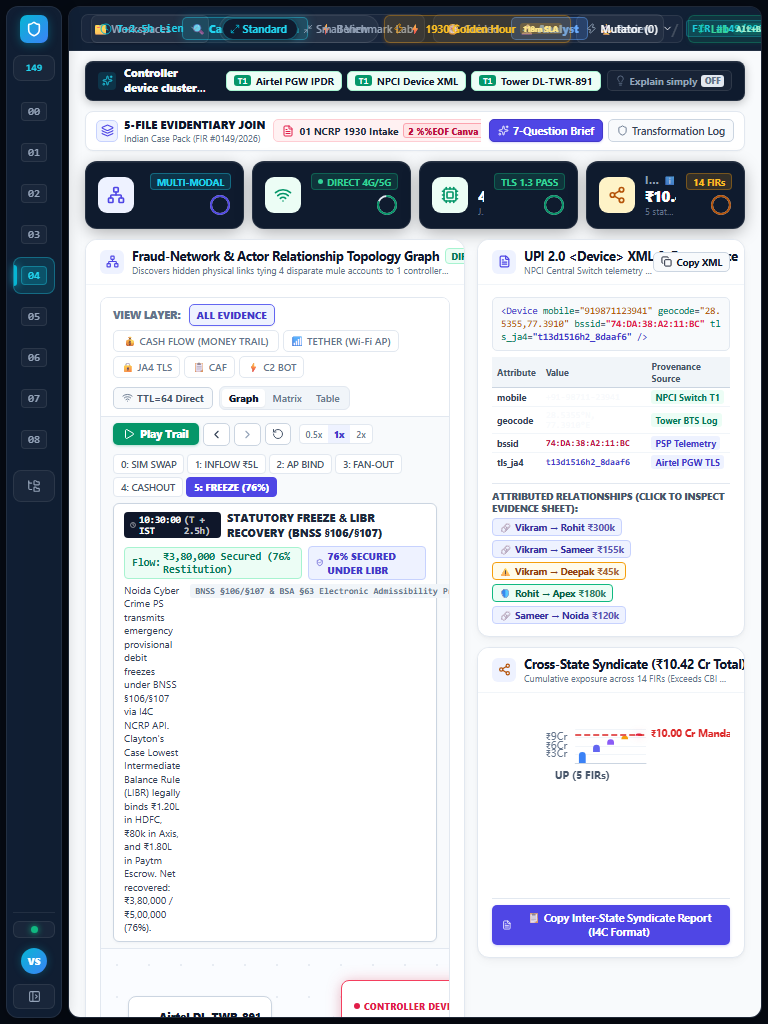 149
00
01
02
03
04
05
06
07
08
VS
Workspaces
Standard
Mutator (0)
Controller
device cluster...
T1 Airtel PGW IPDR
T1 NPCI Device XML
T1 Tower DL-TWR-891
Explain simply OFF
5-FILE EVIDENTIARY JOIN
Indian Case Pack (FIR #0149/2026)
01 NCRP 1930 Intake
2 %%EOF Canva
7-Question Brief
Transformation Log
MULTI-MODAL
DIRECT 4G/5G
TLS 1.3 PASS
14 FIRs
₹10.
5 stat...
Fraud-Network & Actor Relationship Topology Graph
Discovers hidden physical links tying 4 disparate mule accounts to 1 controller...
VIEW LAYER:
ALL EVIDENCE
CASH FLOW (MONEY TRAIL)
TETHER (Wi-Fi AP)
JA4 TLS
CAF
C2 BOT
TTL=64 Direct
Graph
Matrix
Table
Play Trail
0.5x
1x
2x
0: SIM SWAP
1: INFLOW ₹5L
2: AP BIND
3: FAN-OUT
4: CASHOUT
5: FREEZE (76%)
10:30:00 (T +
IST 2.5h)
STATUTORY FREEZE & LIBR
RECOVERY (BNSS §106/§107)
Flow: ₹3,80,000 Secured (76%
Restitution)
76% SECURED
UNDER LIBR
BNSS §106/§107 & BSA §63 Electronic Admissibility P
Noida Cyber
Crime PS
transmits
emergency
provisional
debit
freezes
under BNSS
§106/§107
via I4C
NCRP API.
Clayton's
Case Lowest
Intermediate
Balance Rule
(LIBR) legally
binds ₹1.20L
in HDFC,
₹80k in Axis,
and ₹1.80L
in Paytm
Escrow. Net
recovered:
₹3,80,000 /
₹5,00,000
(76%).
Airtel DL-TWR-891
CONTROLLER DEVI
UPI 2.0 <Device> XML
NPCI Central Switch telemetry ...
Copy XML
<Device mobile="919871123941" geocode="28.
5355,77.3910" bssid="74:DA:38:A2:11:BC" tl
s_ja4="t13d1516h2_8daaf6" />
Attribute Value Provenance
Source
mobile
NPCI Switch T1
geocode
Tower BTS Log
bssid 74:DA:38:A2:11:BC PSP Telemetry
tls_ja4 t13d1516h2_8daaf6 Airtel PGW TLS
ATTRIBUTED RELATIONSHIPS (CLICK TO INSPECT
EVIDENCE SHEET):
Vikram → Rohit ₹300k
Vikram → Sameer ₹155k
Vikram → Deepak ₹45k
Rohit → Apex ₹180k
Sameer → Noida ₹120k
Cross-State Syndicate (₹10.42 Cr Total)
Cumulative exposure across 14 FIRs (Exceeds CBI ...
₹9Cr
₹6Cr
₹3Cr
₹10.00 Cr Manda
UP (5 FIRs)
Copy Inter-State Syndicate Report
(I4C Format)